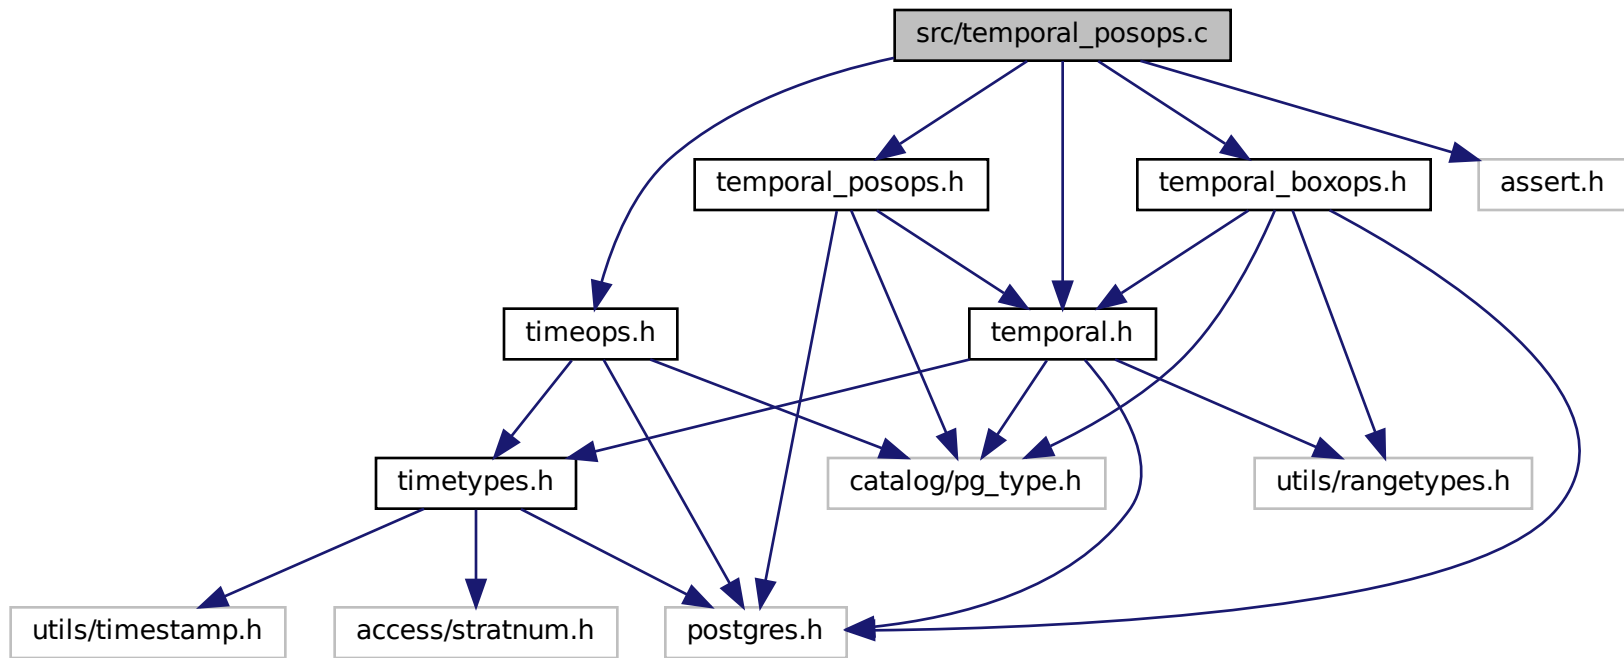 src/temporal_posops.c
temporal_posops.h
temporal_boxops.h
assert.h
timeops.h
temporal.h
timetypes.h
catalog/pg_type.h
utils/rangetypes.h
utils/timestamp.h
access/stratnum.h
postgres.h